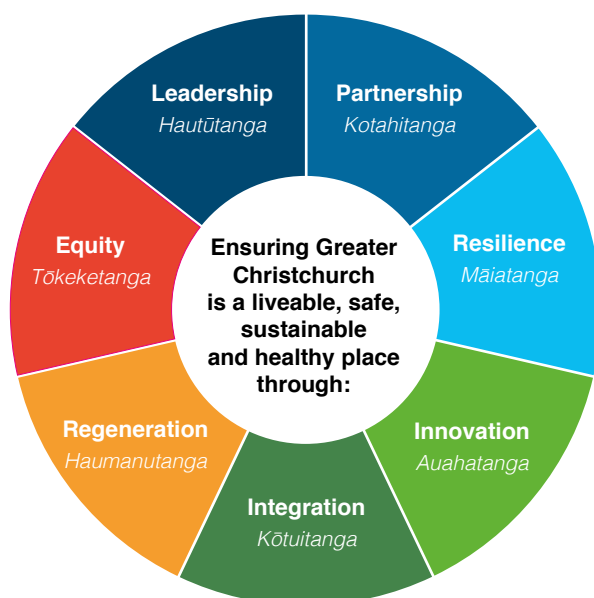 Leadership
Hautūtanga
Partnership
Kotahitanga
Resilience
Māiatanga
Innovation
Auahatanga
Integration
Kōtuitanga
Regeneration
Haumanutanga
Equity
Tōkeketanga
Ensuring Greater
Christchurch
is a liveable, safe,
sustainable
and healthy place
through: